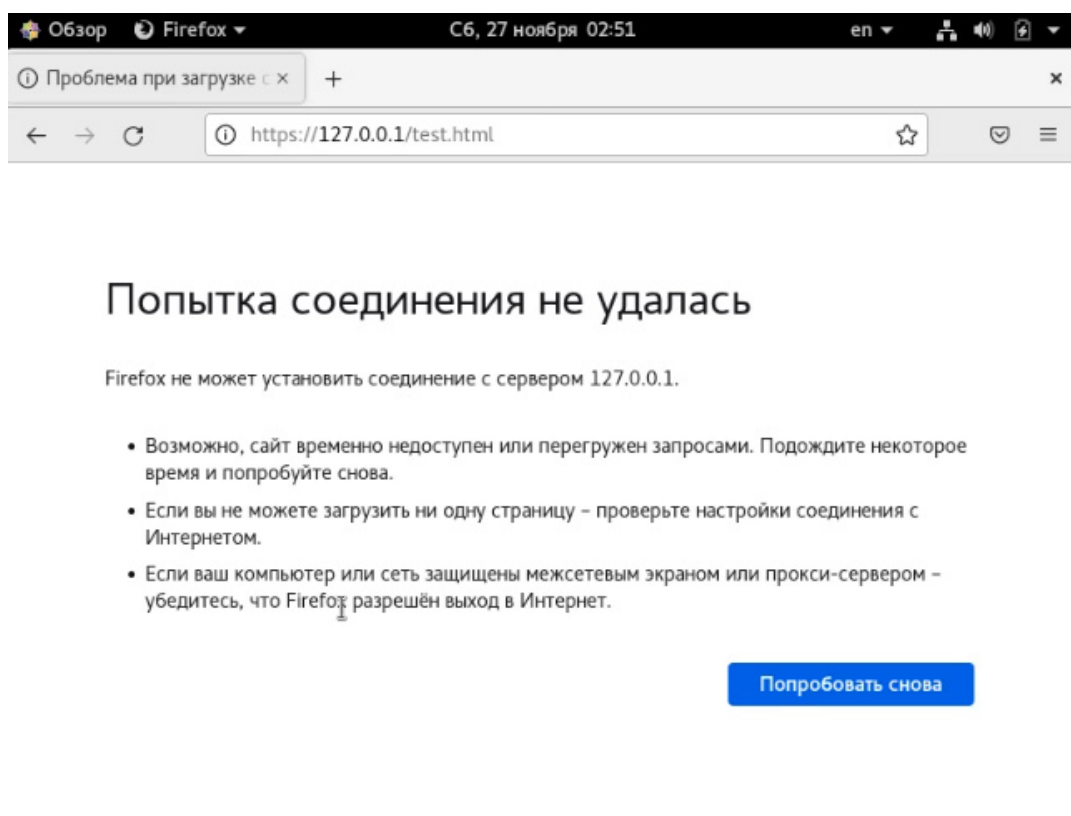 Обзор Firefox Сб, 27 ноября 02:51 en
Проблема при загрузке с
https://127.0.0.1/test.html
Попытка соединения не удалась
Firefox не может установить соединение с сервером 127.0.0.1.
• Возможно, сайт временно недоступен или перегружен запросами. Подождите некоторое
время и попробуйте снова.
• Если вы не можете загрузить ни одну страницу – проверьте настройки соединения с
Интернетом.
• Если ваш компьютер или сеть защищены межсетевым экраном или прокси-сервером –
убедитесь, что Firefox разрешён выход в Интернет.
Попробовать снова